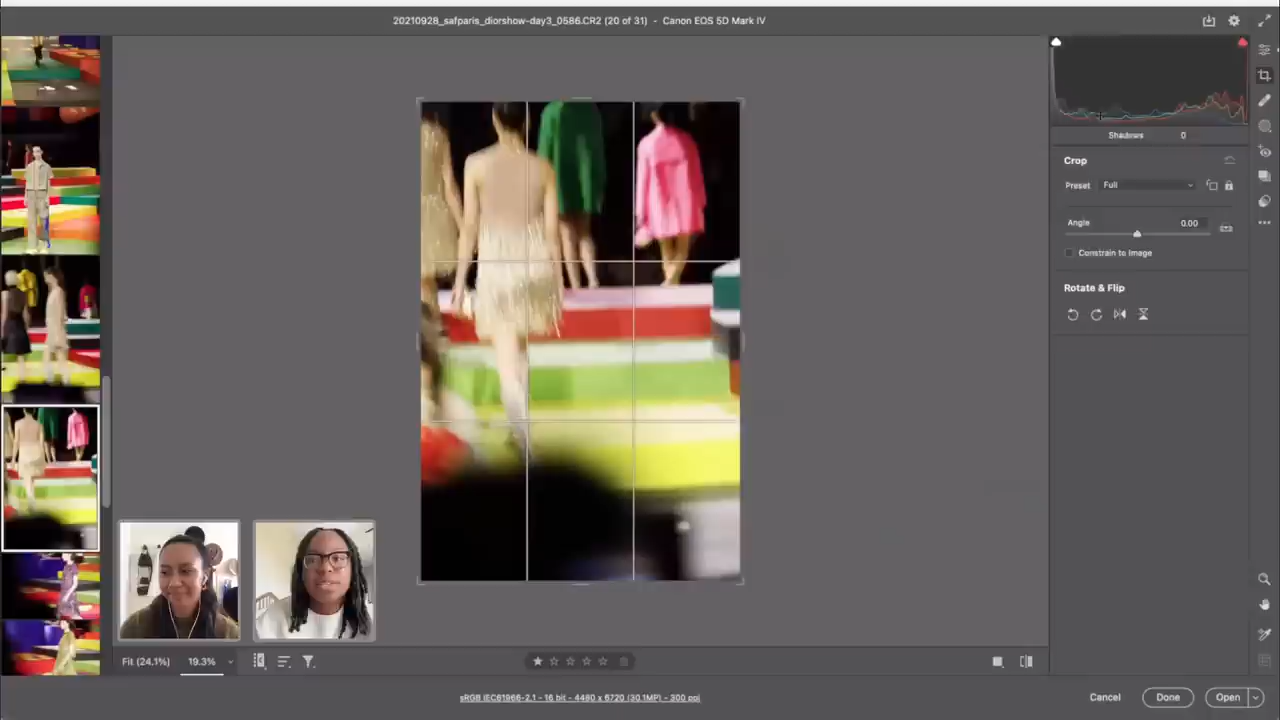 20210928_safparis_diorshow-day3_0586.CR2 (20 of 31) - Canon EOS 5D Mark IV
Shadows 0
Crop
Preset Full
Angle 0.00
Constrain to Image
Rotate & Flip
Fit (24.1%) 19.3%
sRGB IEC61966-2.1 - 16 bit - 4480 x 6720 (30.1MP) - 300 ppi
Cancel Done Open